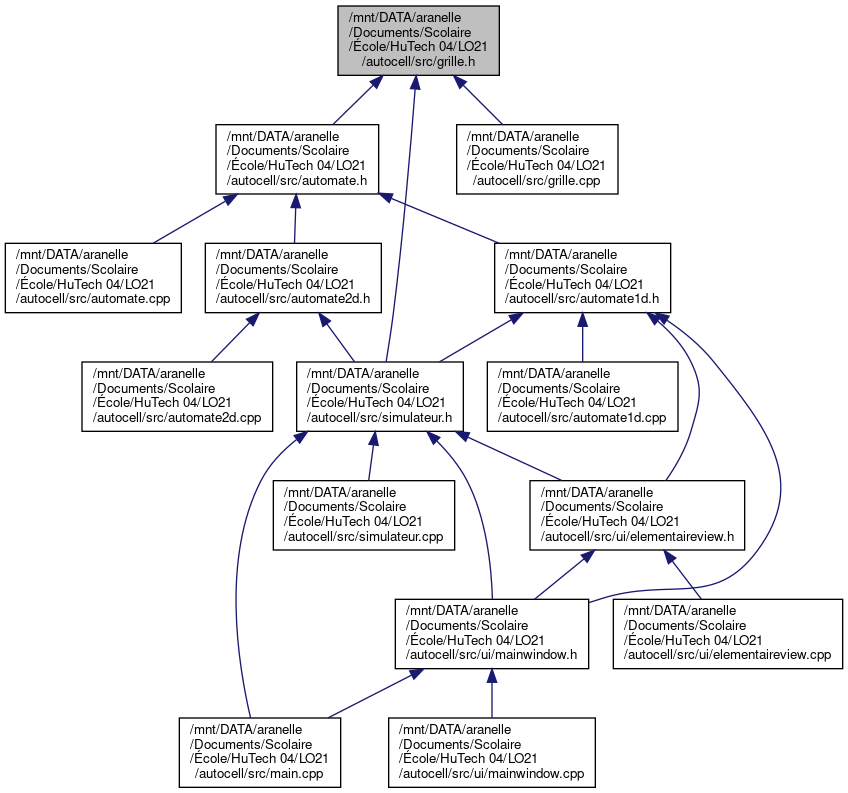 /mnt/DATA/aranelle
/Documents/Scolaire
/École/HuTech 04/LO21
/autocell/src/grille.h
/mnt/DATA/aranelle
/Documents/Scolaire
/École/HuTech 04/LO21
/autocell/src/automate.h
/mnt/DATA/aranelle
/Documents/Scolaire
/École/HuTech 04/LO21
/autocell/src/grille.cpp
/mnt/DATA/aranelle
/Documents/Scolaire
/École/HuTech 04/LO21
/autocell/src/automate.cpp
/mnt/DATA/aranelle
/Documents/Scolaire
/École/HuTech 04/LO21
/autocell/src/automate2d.h
/mnt/DATA/aranelle
/Documents/Scolaire
/École/HuTech 04/LO21
/autocell/src/automate1d.h
/mnt/DATA/aranelle
/Documents/Scolaire
/École/HuTech 04/LO21
/autocell/src/automate2d.cpp
/mnt/DATA/aranelle
/Documents/Scolaire
/École/HuTech 04/LO21
/autocell/src/simulateur.h
/mnt/DATA/aranelle
/Documents/Scolaire
/École/HuTech 04/LO21
/autocell/src/automate1d.cpp
/mnt/DATA/aranelle
/Documents/Scolaire
/École/HuTech 04/LO21
/autocell/src/simulateur.cpp
/mnt/DATA/aranelle
/Documents/Scolaire
/École/HuTech 04/LO21
/autocell/src/ui/elementaireview.h
/mnt/DATA/aranelle
/Documents/Scolaire
/École/HuTech 04/LO21
/autocell/src/ui/mainwindow.h
/mnt/DATA/aranelle
/Documents/Scolaire
/École/HuTech 04/LO21
/autocell/src/ui/elementaireview.cpp
/mnt/DATA/aranelle
/Documents/Scolaire
/École/HuTech 04/LO21
/autocell/src/main.cpp
/mnt/DATA/aranelle
/Documents/Scolaire
/École/HuTech 04/LO21
/autocell/src/ui/mainwindow.cpp